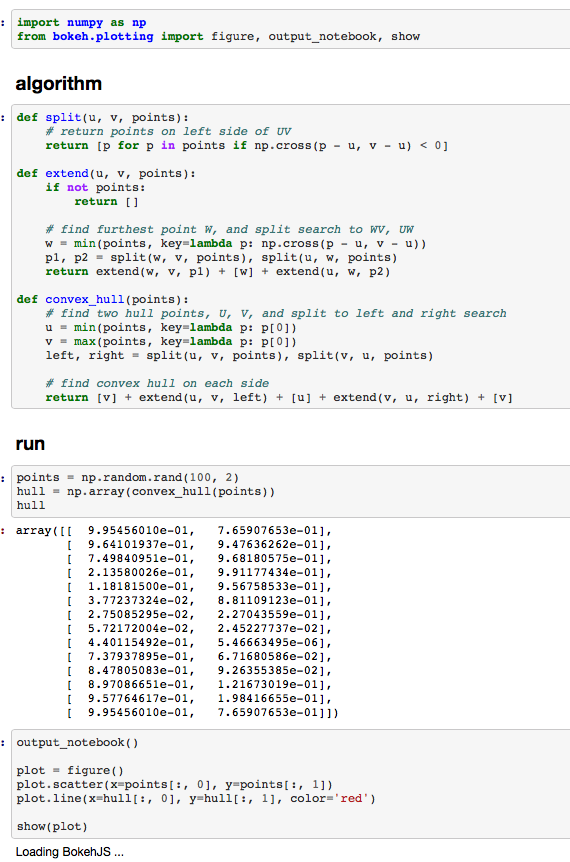 :
import numpy as np
from bokeh.plotting import figure, output_notebook, show
algorithm
:
def split(u, v, points):
    # return points on left side of UV
    return [p for p in points if np.cross(p - u, v - u) < 0]
def extend(u, v, points):
    if not points:
        return []
    # find furthest point W, and split search to WV, UW
    w = min(points, key=lambda p: np.cross(p - u, v - u))
    p1, p2 = split(w, v, points), split(u, w, points)
    return extend(w, v, p1) + [w] + extend(u, w, p2)
def convex_hull(points):
    # find two hull points, U, V, and split to left and right search
    u = min(points, key=lambda p: p[0])
    v = max(points, key=lambda p: p[0])
    left, right = split(u, v, points), split(v, u, points)
    # find convex hull on each side
    return [v] + extend(u, v, left) + [u] + extend(v, u, right) + [v]
run
:
points = np.random.rand(100, 2)
hull = np.array(convex_hull(points))
hull
: array([[  9.95456010e-01,   7.65907653e-01],
       [  9.64101937e-01,   9.47636262e-01],
       [  7.49840951e-01,   9.68180575e-01],
       [  2.13580026e-01,   9.91177434e-01],
       [  1.18181500e-01,   9.56758533e-01],
       [  3.77237324e-02,   8.81109123e-01],
       [  2.75085295e-02,   2.27043559e-01],
       [  5.72172004e-02,   2.45227737e-02],
       [  4.40115492e-01,   5.46663495e-06],
       [  7.37937895e-01,   6.71680586e-02],
       [  8.47805083e-01,   9.26355385e-02],
       [  8.97086651e-01,   1.21673019e-01],
       [  9.57764617e-01,   1.98416655e-01],
       [  9.95456010e-01,   7.65907653e-01]])
: output_notebook()
plot = figure()
plot.scatter(x=points[:, 0], y=points[:, 1])
plot.line(x=hull[:, 0], y=hull[:, 1], color='red')
show(plot)
Loading BokehJS ...